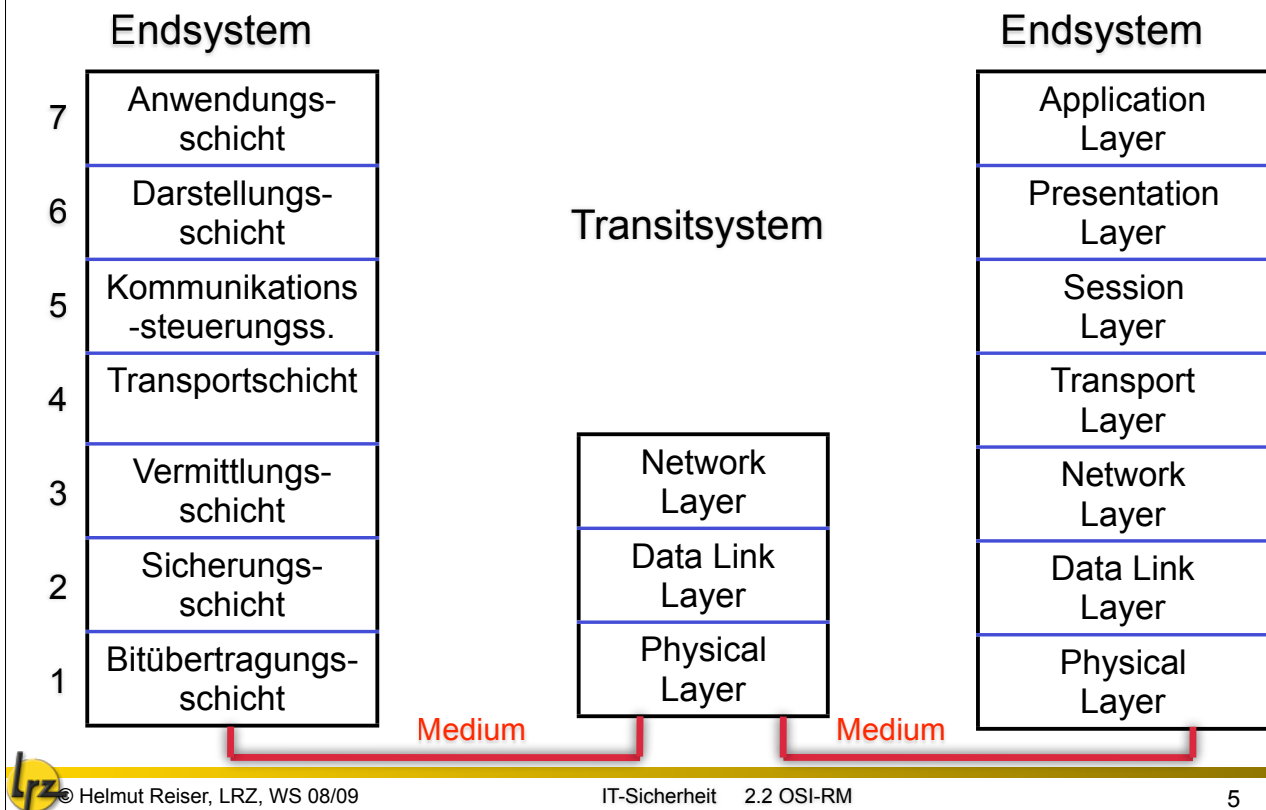 Endsystem
Endsystem
7
Anwendungs-
schicht
Application
Layer
6
Darstellungs-
schicht
Transitsystem
Presentation
Layer
5
Kommunikations
-steuerungss.
Session
Layer
4
Transportschicht
Transport
Layer
3
Vermittlungs-
schicht
Network
Layer
Network
Layer
2
Sicherungs-
schicht
Data Link
Layer
Data Link
Layer
1
Bitübertragungs-
schicht
Physical
Layer
Physical
Layer
Medium
Medium
lrz
© Helmut Reiser, LRZ, WS 08/09
IT-Sicherheit 2.2 OSI-RM
5